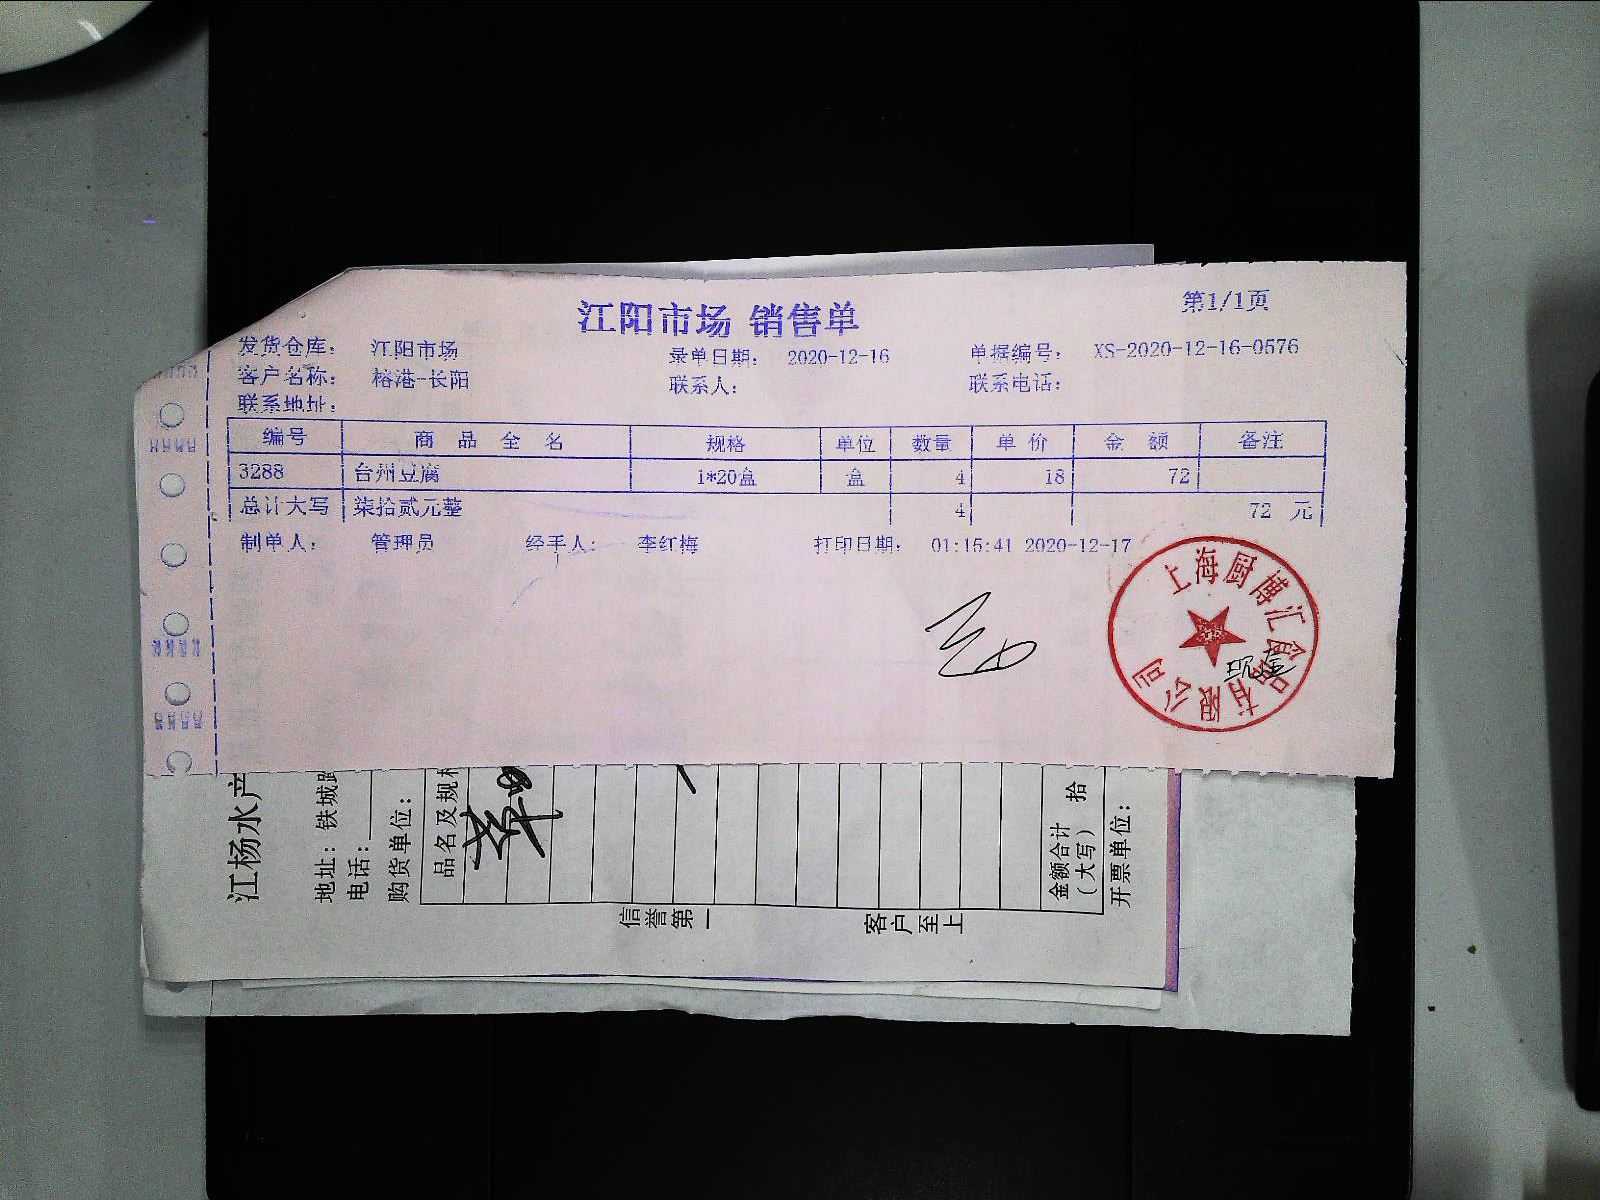 江阳市场 销售单
第1/1页
发货仓库： 江阳市场 录单日期： 2020-12-16 单据编号： XS-2020-12-16-0576
客户名称： 榕港-长阳 联系人： 联系电话：
联系地址：
编号 商品全名 规格 单位 数量 单价 金额 备注
3288 台州豆腐 1*20盒 盒 4 18 72
总计大写 柒拾贰元整 4 72 元
制单人： 管理员 经手人： 李红梅 打印日期： 01:15:41 2020-12-17
上海厨博汇食品有限公司
现金
江杨水产
地址：铁城路
电话：
购货单位：
品名及规格
金额合计
（大写） 拾
开票单位：
信誉第一
客户至上